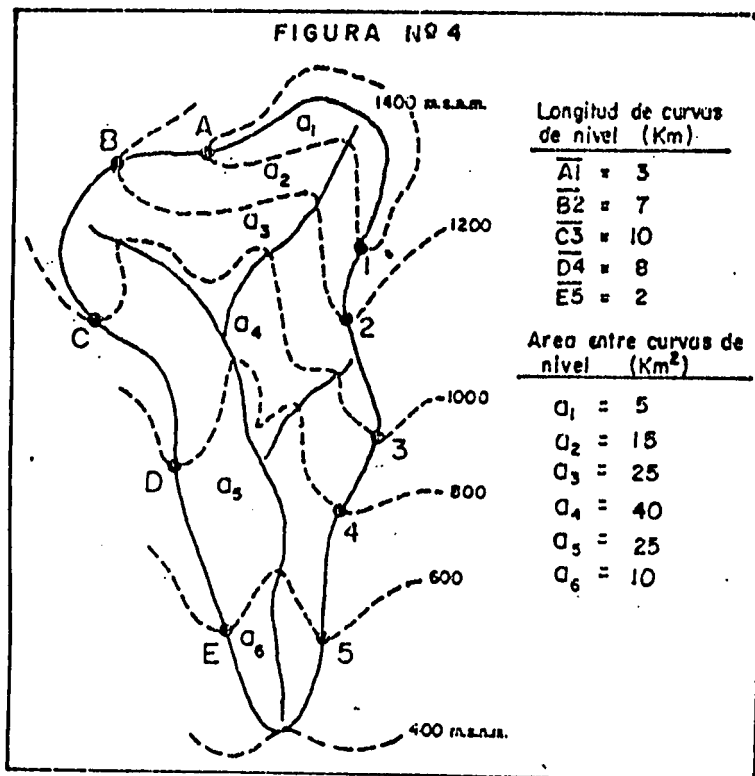 FIGURA Nº 4
1400 m.s.n.m.
B
A
a₁
a₂
a₃
1
1200
2
C
a₄
1000
3
D
a₅
800
4
600
E
a₆
5
400 m.s.n.m.
Longitud de curvas
de nivel (Km)
A1 = 3
B2 = 7
C3 = 10
D4 = 8
E5 = 2
Area entre curvas de
nivel (Km²)
a₁ = 5
a₂ = 15
a₃ = 25
a₄ = 40
a₅ = 25
a₆ = 10